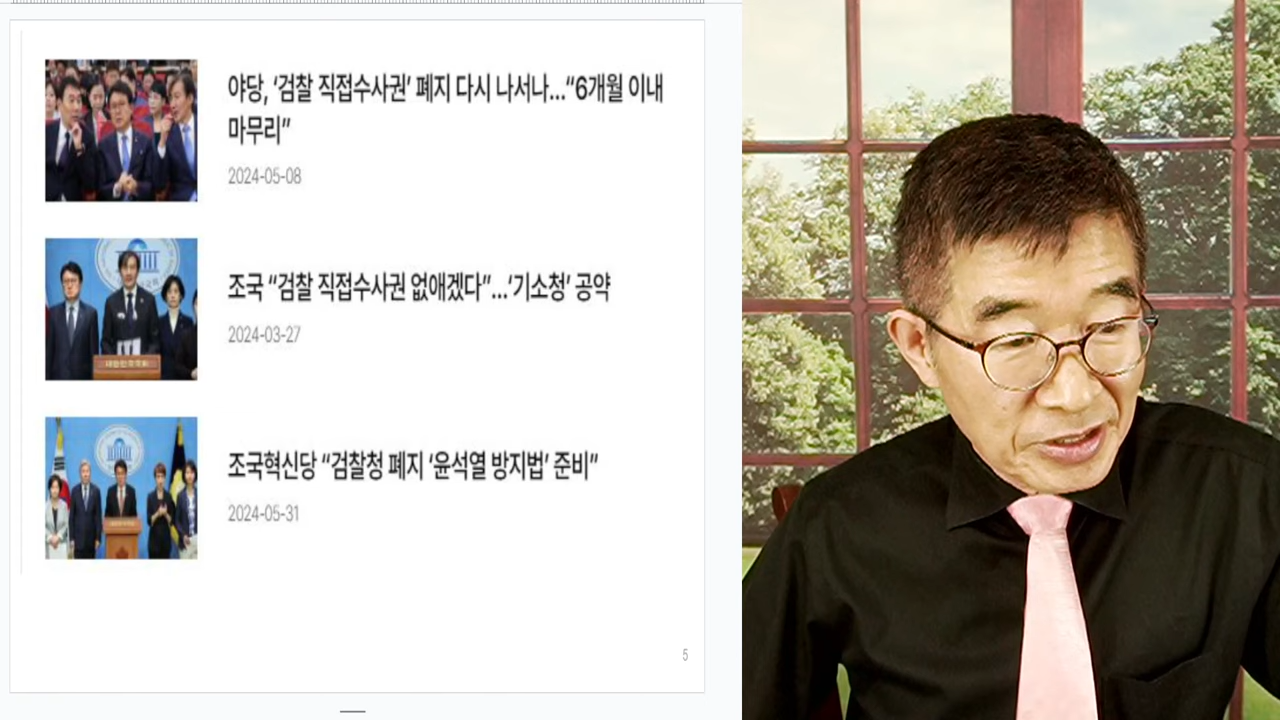 야당, ‘검찰 직접수사권’ 폐지 다시 나서나…“6개월 이내
마무리”
2024-05-08
조국 “검찰 직접수사권 없애겠다”…‘기소청’ 공약
2024-03-27
조국혁신당 “검찰청 폐지 ‘윤석열 방지법’ 준비”
2024-05-31
5